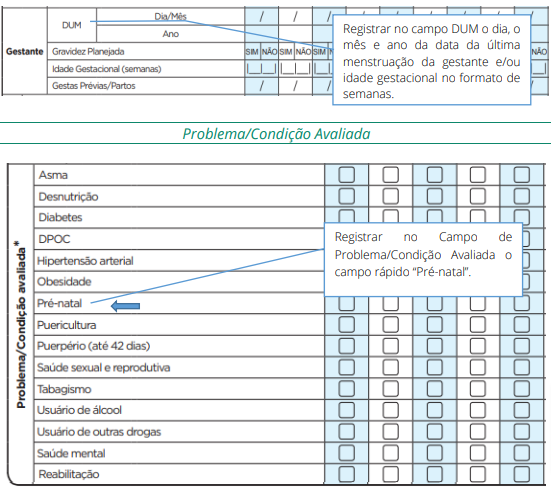 DUM
Dia/Mês
/ / /
Ano
Gestante
Gravidez Planejada
SIM NÃO SIM NÃO SIM NÃO SIM
NÃO
Idade Gestacional (semanas)
Gestas Prévias/Partos
/ / /
Registrar no campo DUM o dia, o
mês e ano da data da última
menstruação da gestante e/ou
idade gestacional no formato de
semanas.
Problema/Condição Avaliada
Problema/Condição avaliada*
Asma
Desnutrição
Diabetes
DPOC
Hipertensão arterial
Obesidade
Pré-natal
Puericultura
Puerpério (até 42 dias)
Saúde sexual e reprodutiva
Tabagismo
Usuário de álcool
Usuário de outras drogas
Saúde mental
Reabilitação
Registrar no Campo de
Problema/Condição Avaliada o
campo rápido “Pré-natal”.